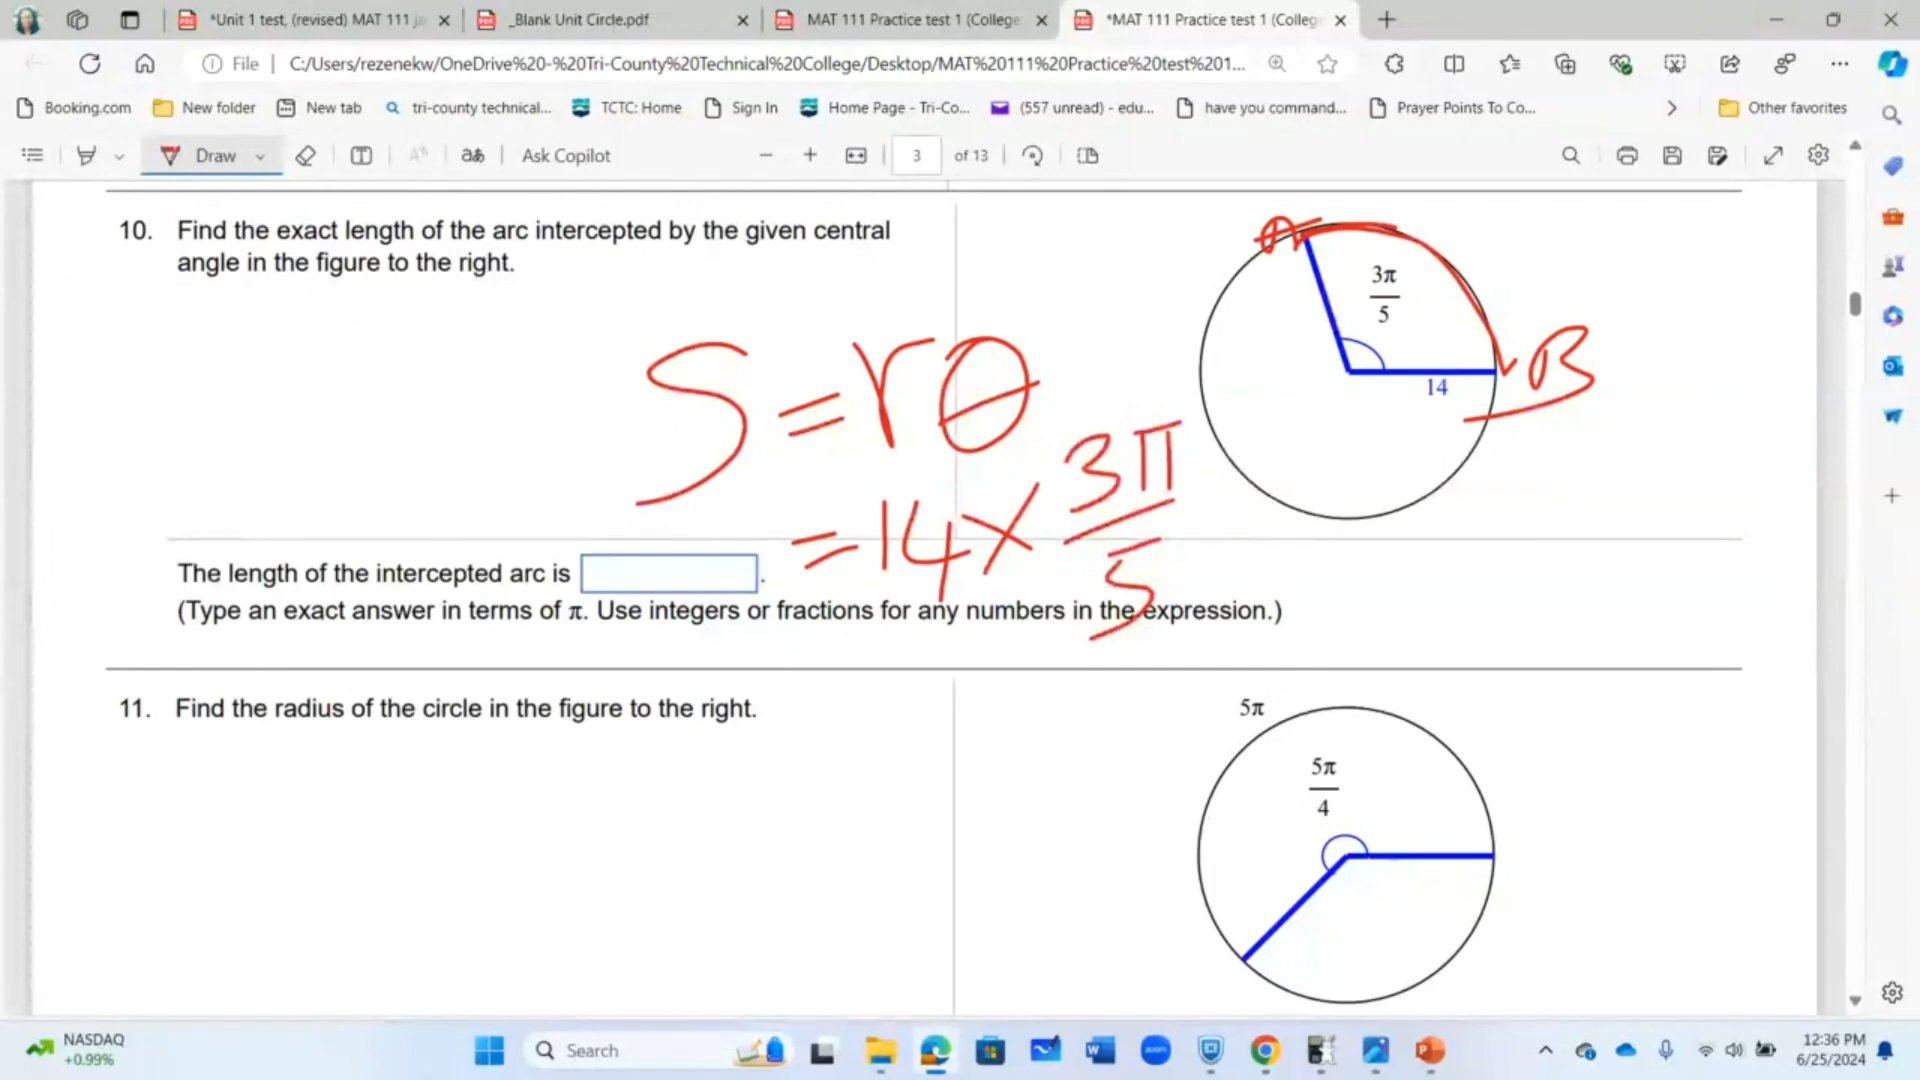 *Unit 1 test, (revised) MAT 111 ja
_Blank Unit Circle.pdf
MAT 111 Practice test 1 (College
*MAT 111 Practice test 1 (Colleg
File
C:/Users/rezenekw/OneDrive%20-%20Tri-County%20Technical%20College/Desktop/MAT%20111%20Practice%20test%201...
Booking.com
New folder
New tab
tri-county technical...
TCTC: Home
Sign In
Home Page - Tri-Co...
(557 unread) - edu...
have you command...
Prayer Points To Co...
Other favorites
Draw
Ask Copilot
3
of 13
10. Find the exact length of the arc intercepted by the given central
angle in the figure to the right.
A
3π
5
14
B
S = rθ
= 14 × 3π/5
The length of the intercepted arc is .
(Type an exact answer in terms of π. Use integers or fractions for any numbers in the expression.)
11. Find the radius of the circle in the figure to the right.
5π
5π
4
NASDAQ
+0.99%
Search
zoom
12:36 PM
6/25/2024